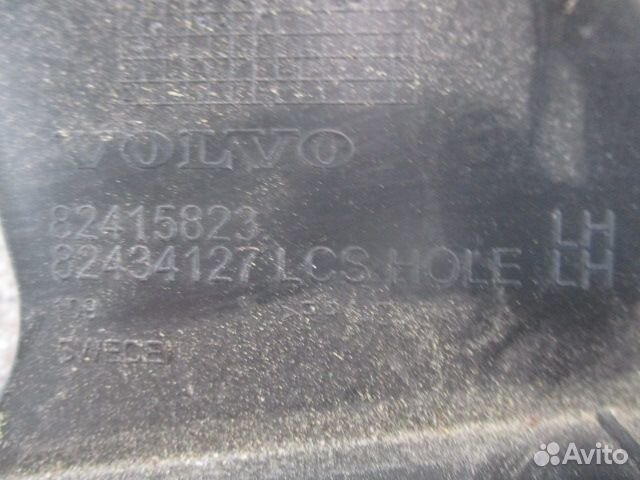 VOLVO
82415823 LH
82434127 LCS HOLE LH
SWEDEN
Avito